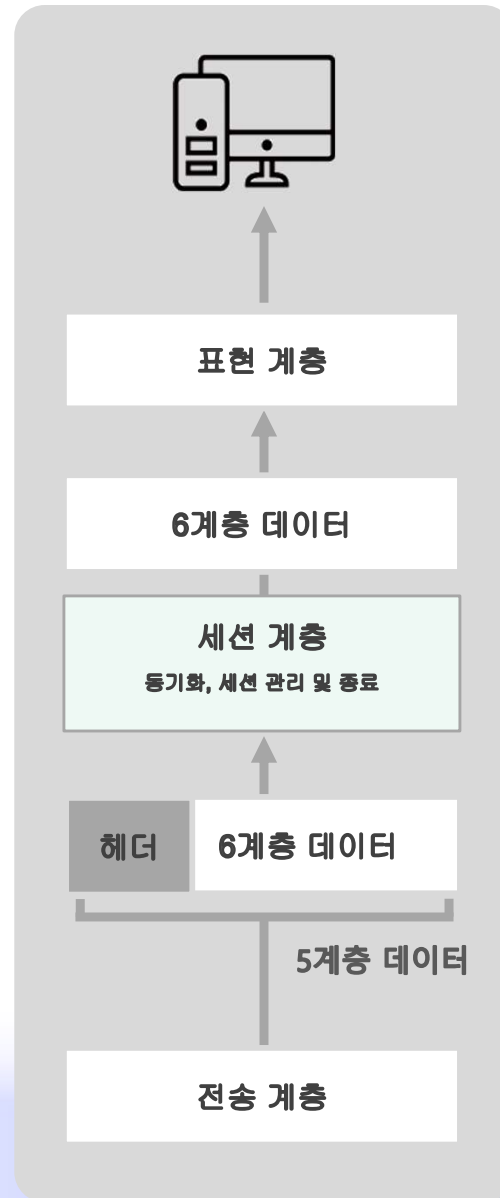 표현 계층
6계층 데이터
세션 계층
동기화, 세션 관리 및 종료
헤더 6계층 데이터
5계층 데이터
전송 계층